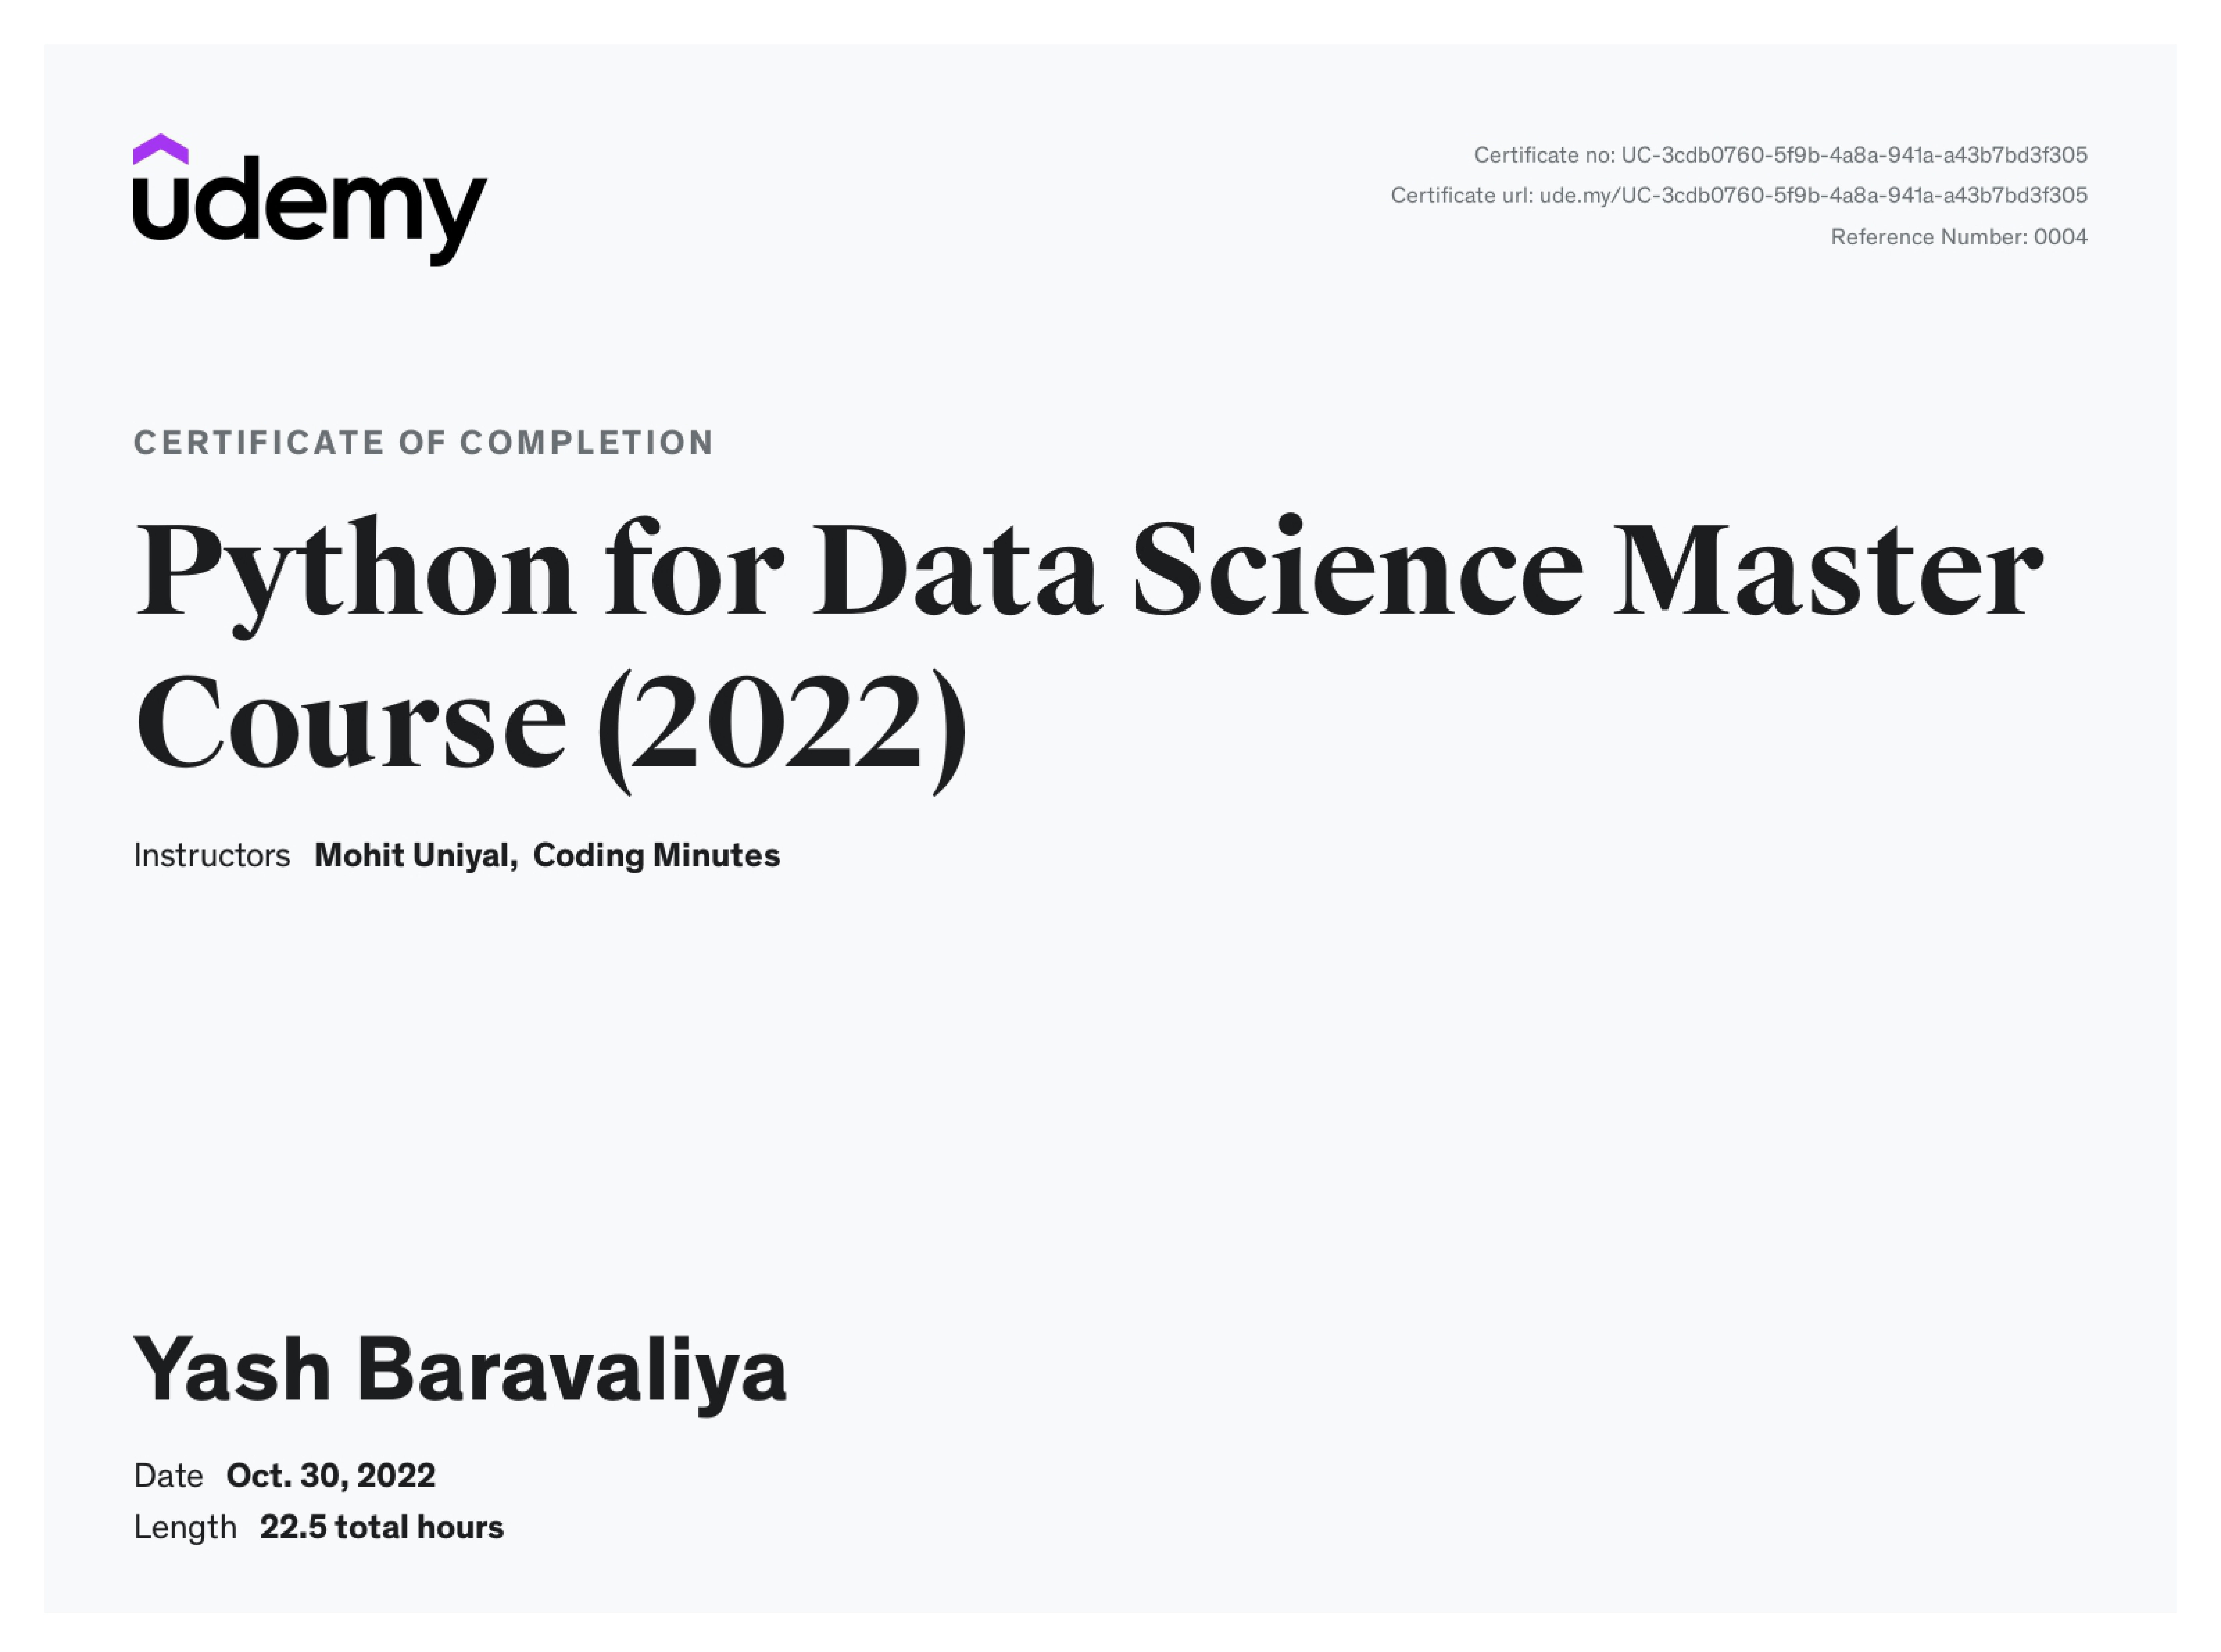 udemy
Certificate no: UC-3cdb0760-5f9b-4a8a-941a-a43b7bd3f305
Certificate url: ude.my/UC-3cdb0760-5f9b-4a8a-941a-a43b7bd3f305
Reference Number: 0004
CERTIFICATE OF COMPLETION
Python for Data Science Master
Course (2022)
Instructors Mohit Uniyal, Coding Minutes
Yash Baravaliya
Date Oct. 30, 2022
Length 22.5 total hours